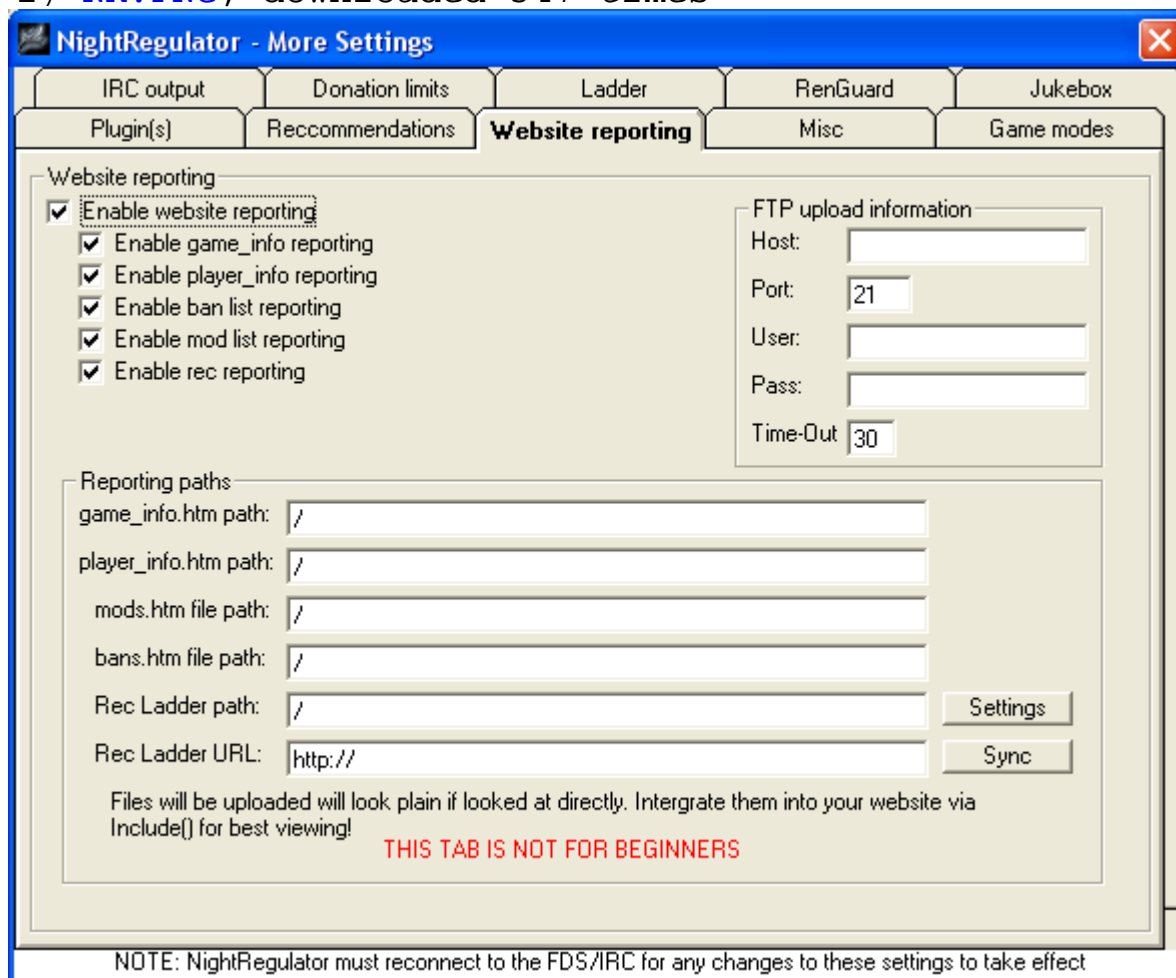 NightRegulator - More Settings
IRC output Donation limits Ladder RenGuard Jukebox
Plugin(s) Reccommendations Website reporting Misc Game modes
Website reporting
Enable website reporting
Enable game_info reporting
Enable player_info reporting
Enable ban list reporting
Enable mod list reporting
Enable rec reporting
FTP upload information
Host:
Port: 21
User:
Pass:
Time-Out 30
Reporting paths
game_info.htm path: /
player_info.htm path: /
mods.htm file path: /
bans.htm file path: /
Rec Ladder path: / Settings
Rec Ladder URL: http:// Sync
Files will be uploaded will look plain if looked at directly. Intergrate them into your website via
Include() for best viewing!
THIS TAB IS NOT FOR BEGINNERS
NOTE: NightRegulator must reconnect to the FDS/IRC for any changes to these settings to take effect